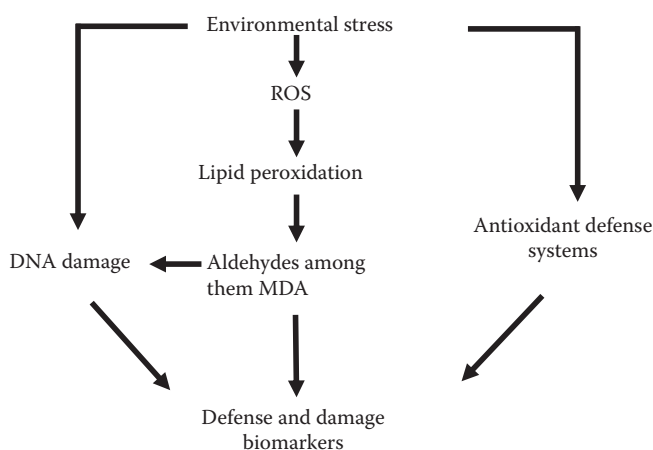 Environmental stress
ROS
Lipid peroxidation
Antioxidant defense
systems
DNA damage
Aldehydes among
them MDA
Defense and damage
biomarkers